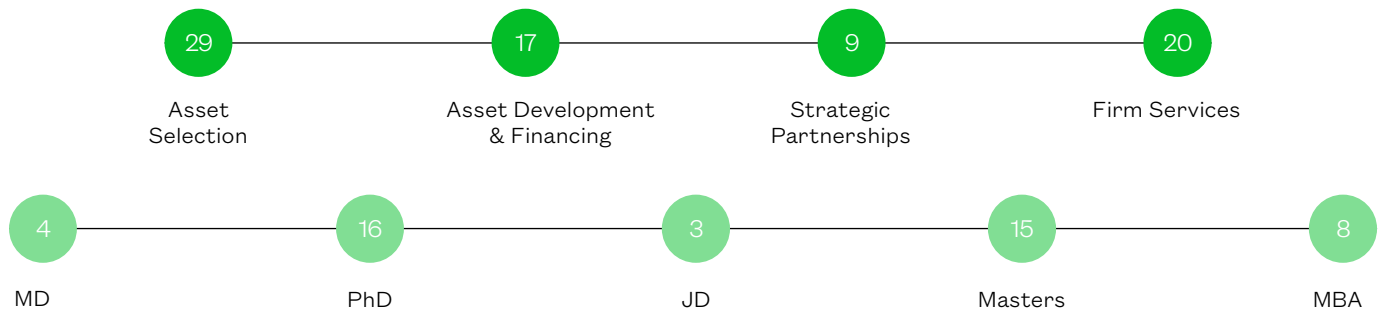 29
17
9
20
Asset
Selection
Asset Development
& Financing
Strategic
Partnerships
Firm Services
4
16
3
15
8
MD
PhD
JD
Masters
MBA